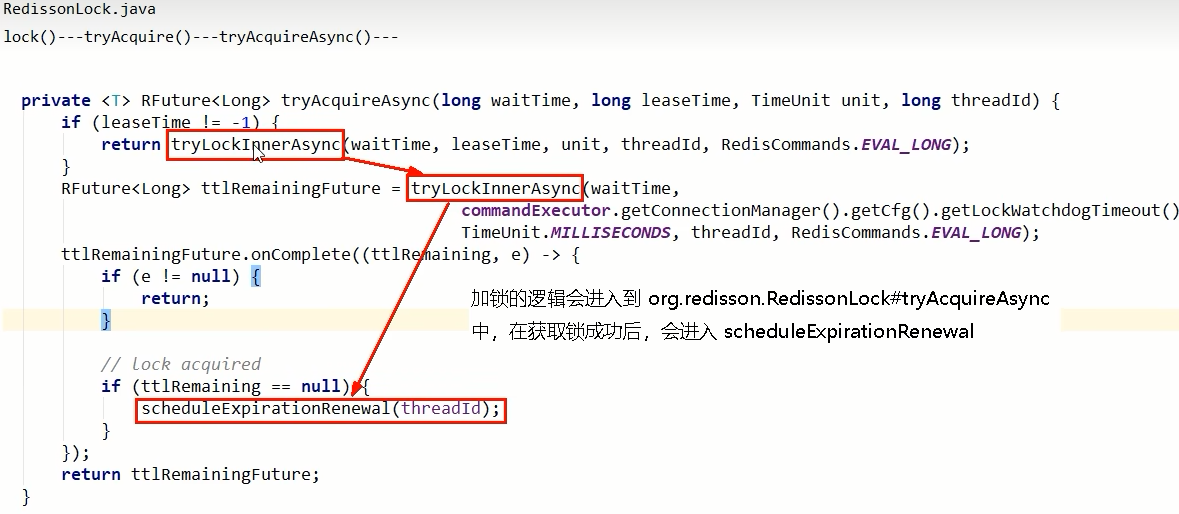 RedissonLock.java
lock()---tryAcquire()---tryAcquireAsync()---
private <T> RFuture<Long> tryAcquireAsync(long waitTime, long leaseTime, TimeUnit unit, long threadId) {
if (leaseTime != -1) {
return tryLockInnerAsync(waitTime, leaseTime, unit, threadId, RedisCommands.EVAL_LONG);
}
RFuture<Long> ttlRemainingFuture = tryLockInnerAsync(waitTime,
commandExecutor.getConnectionManager().getCfg().getLockWatchdogTimeout()
TimeUnit.MILLISECONDS, threadId, RedisCommands.EVAL_LONG);
ttlRemainingFuture.onComplete((ttlRemaining, e) -> {
if (e != null) {
return;
}
加锁的逻辑会进入到 org.redisson.RedissonLock#tryAcquireAsync
中，在获取锁成功后，会进入 scheduleExpirationRenewal
// lock acquired
if (ttlRemaining == null) {
scheduleExpirationRenewal(threadId);
}
});
return ttlRemainingFuture;
}